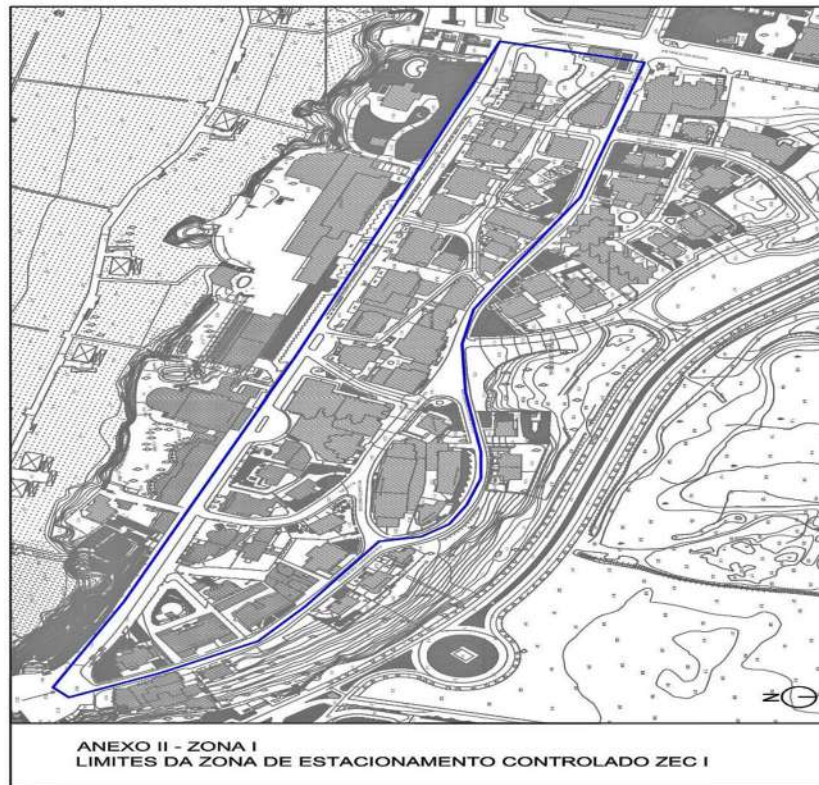 N
ANEXO II - ZONA I
LIMITES DA ZONA DE ESTACIONAMENTO CONTROLADO ZEC I